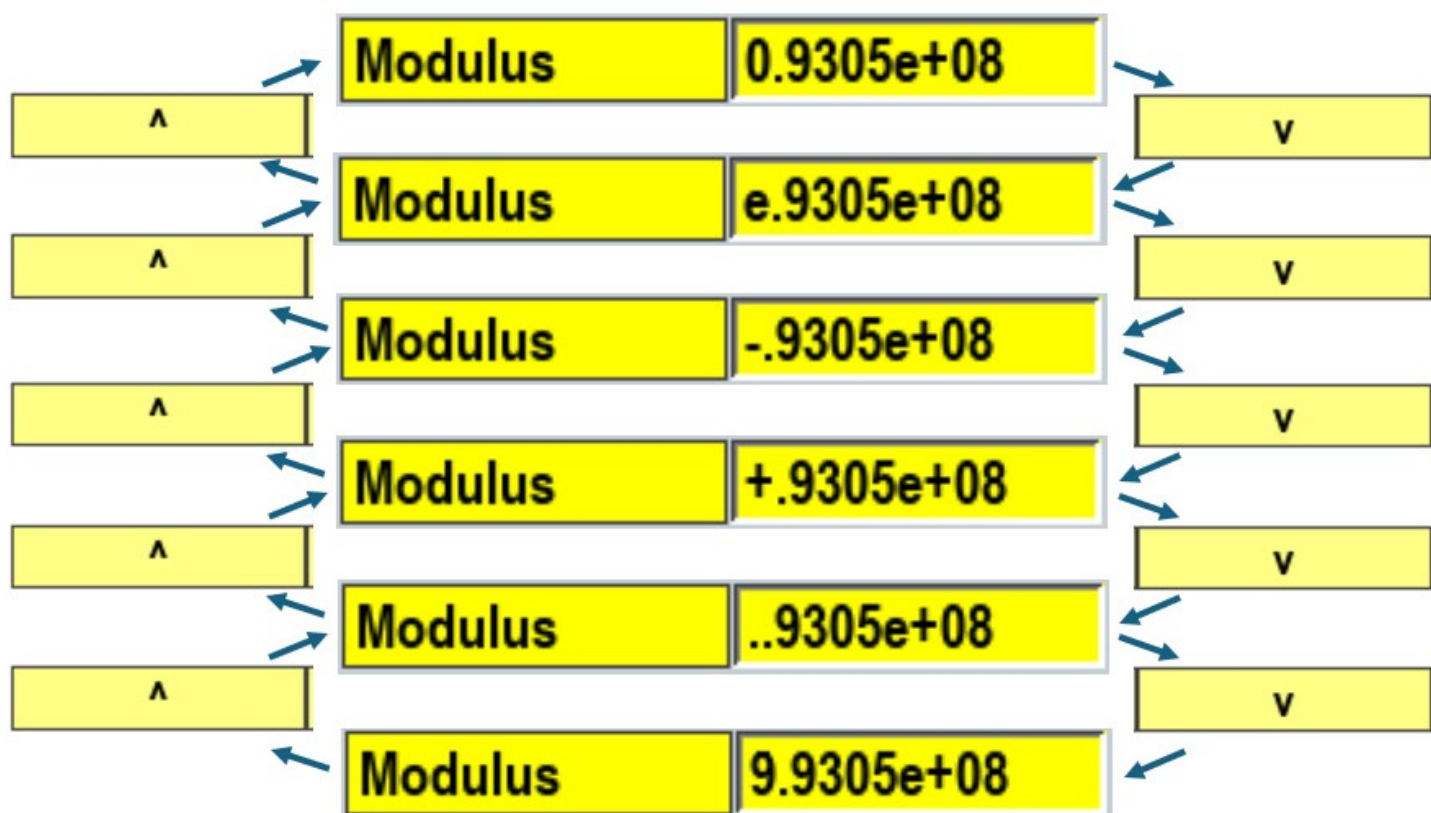 Modulus 0.9305e+08
^ v
Modulus e.9305e+08
^ v
Modulus -.9305e+08
^ v
Modulus +.9305e+08
^ v
Modulus ..9305e+08
^ v
Modulus 9.9305e+08